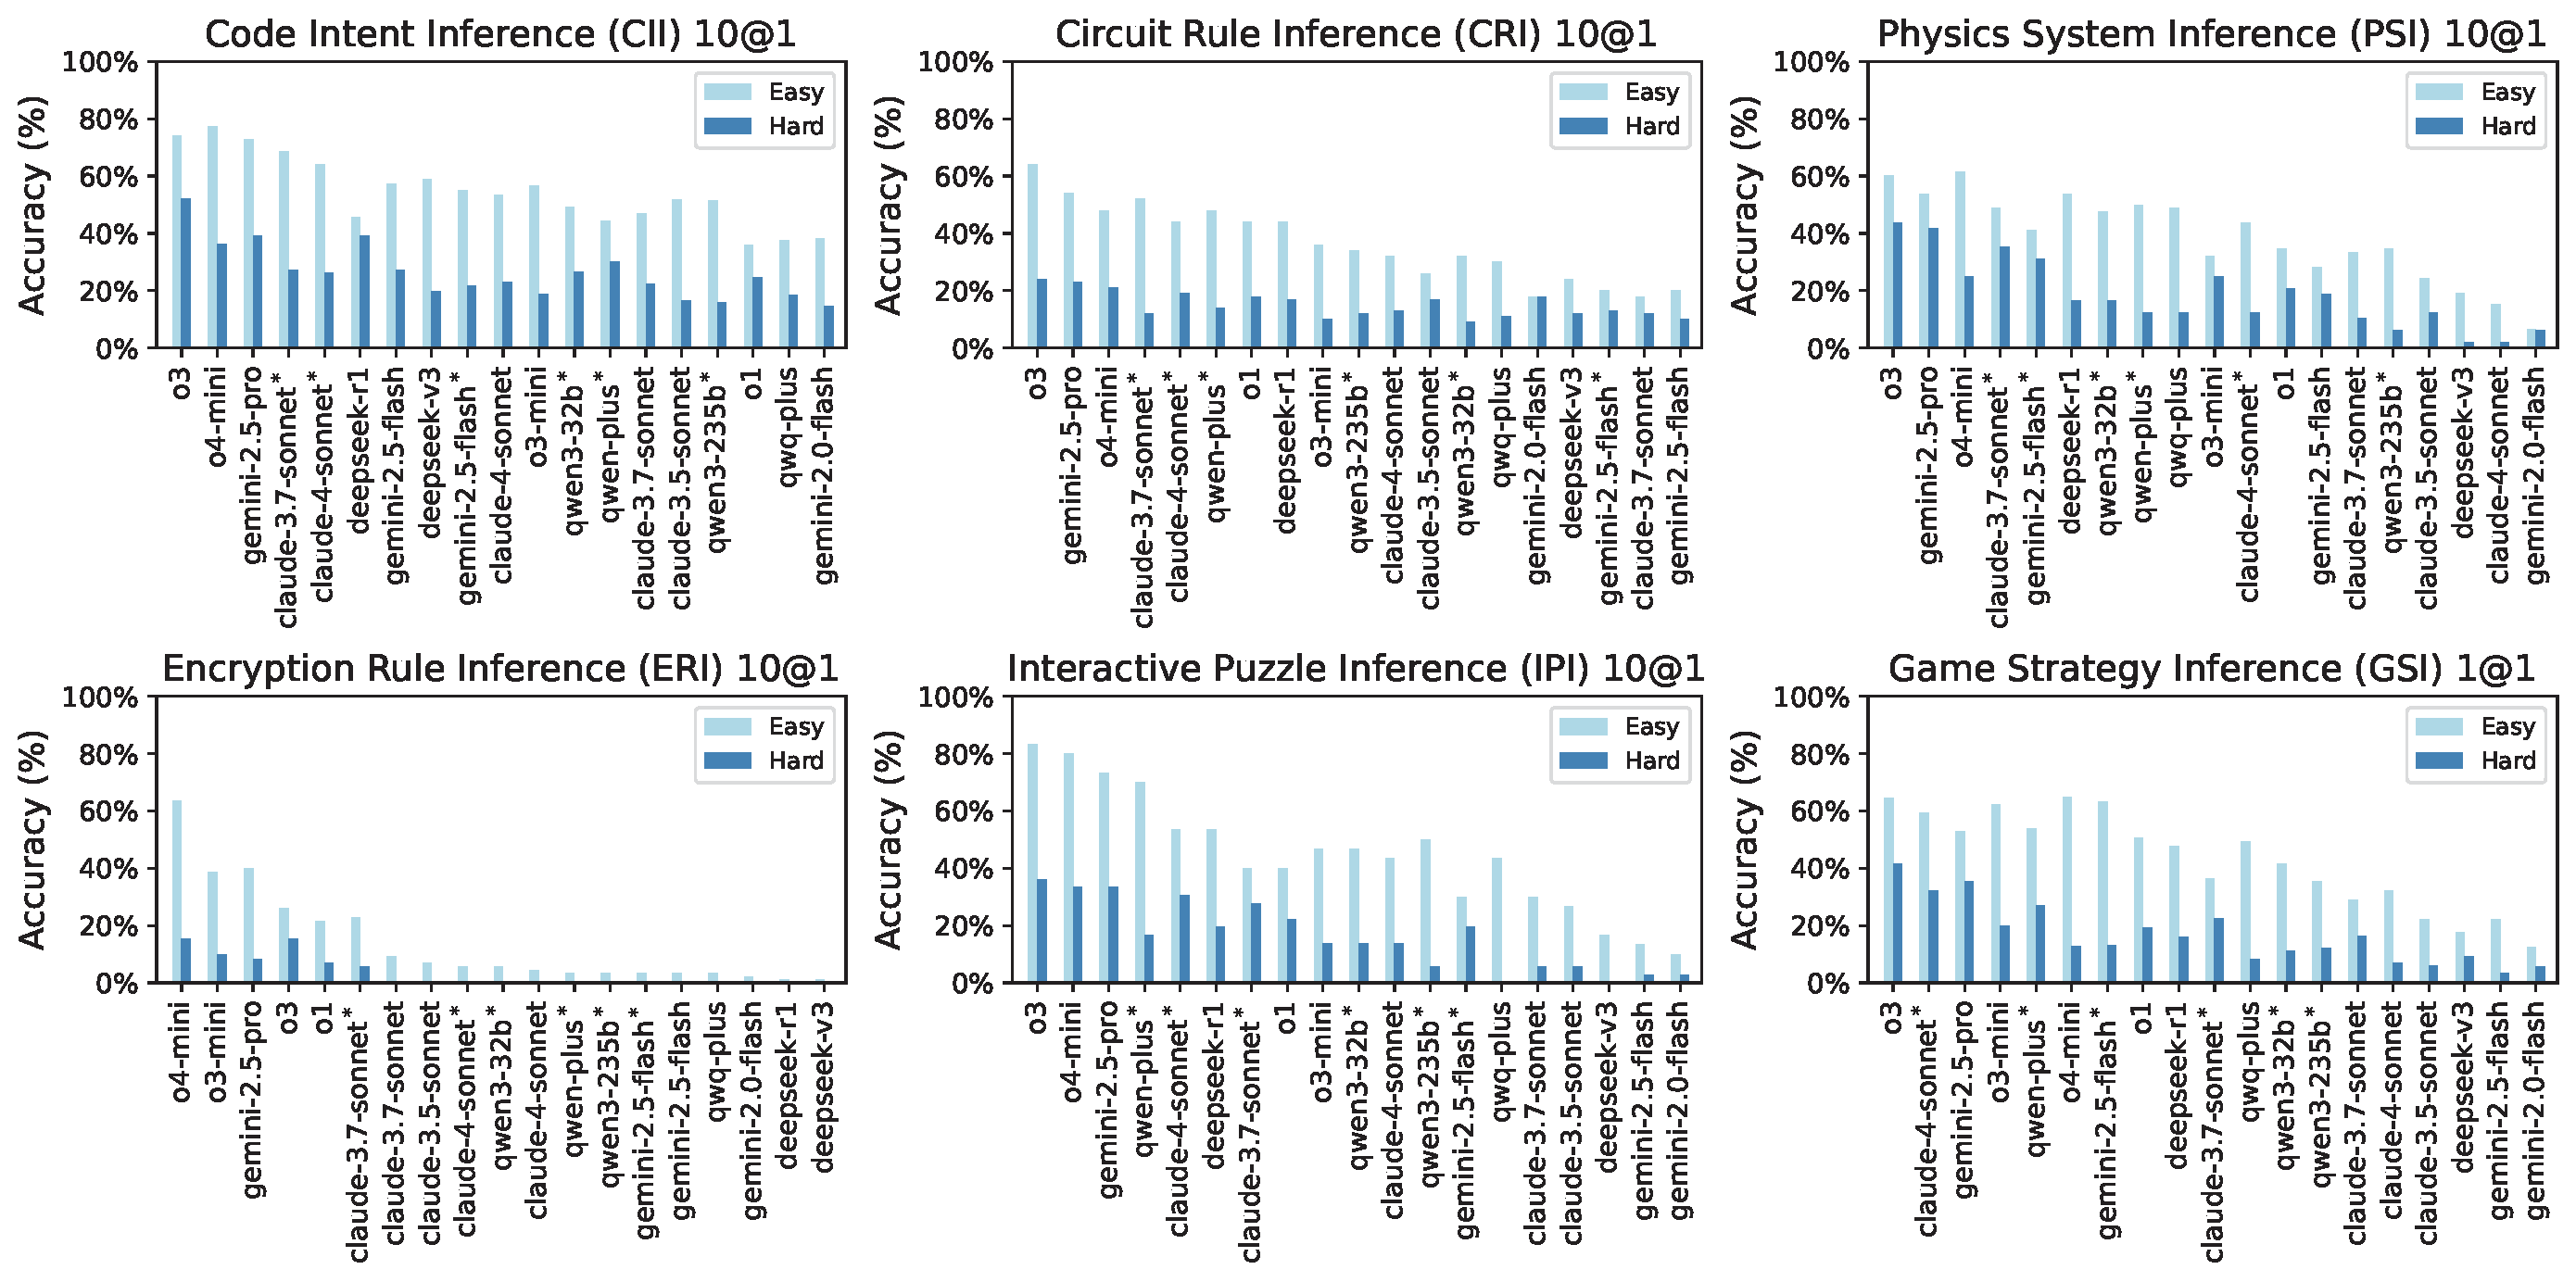 Code Intent Inference (CII) 10@1
Accuracy (%)
100%
80%
60%
40%
20%
0%
Easy
Hard
o3
o4-mini
gemini-2.5-pro
claude-3.7-sonnet*
claude-4-sonnet*
deepseek-r1
gemini-2.5-flash
deepseek-v3
gemini-2.5-flash*
claude-4-sonnet
o3-mini
qwen3-32b*
qwen-plus*
claude-3.7-sonnet
claude-3.5-sonnet
qwen3-235b*
o1
qwq-plus
gemini-2.0-flash
Circuit Rule Inference (CRI) 10@1
Accuracy (%)
100%
80%
60%
40%
20%
0%
Easy
Hard
o3
gemini-2.5-pro
o4-mini
claude-3.7-sonnet*
claude-4-sonnet*
qwen-plus*
o1
deepseek-r1
o3-mini
qwen3-235b*
claude-4-sonnet
claude-3.5-sonnet
qwen3-32b*
qwq-plus
gemini-2.0-flash
deepseek-v3
gemini-2.5-flash*
claude-3.7-sonnet
gemini-2.5-flash
Physics System Inference (PSI) 10@1
Accuracy (%)
100%
80%
60%
40%
20%
0%
Easy
Hard
o3
gemini-2.5-pro
o4-mini
claude-3.7-sonnet*
gemini-2.5-flash*
deepseek-r1
qwen3-32b*
qwen-plus*
qwq-plus
o3-mini
claude-4-sonnet*
o1
gemini-2.5-flash
claude-3.7-sonnet
qwen3-235b*
claude-3.5-sonnet
deepseek-v3
claude-4-sonnet
gemini-2.0-flash
Encryption Rule Inference (ERI) 10@1
Accuracy (%)
100%
80%
60%
40%
20%
0%
Easy
Hard
o4-mini
o3-mini
gemini-2.5-pro
o3
o1
claude-3.7-sonnet*
claude-3.7-sonnet
claude-3.5-sonnet
claude-4-sonnet*
qwen3-32b*
claude-4-sonnet
qwen-plus*
qwen3-235b*
gemini-2.5-flash*
gemini-2.5-flash
qwq-plus
gemini-2.0-flash
deepseek-r1
deepseek-v3
Interactive Puzzle Inference (IPI) 10@1
Accuracy (%)
100%
80%
60%
40%
20%
0%
Easy
Hard
o3
o4-mini
gemini-2.5-pro
qwen-plus*
claude-4-sonnet*
deepseek-r1
claude-3.7-sonnet*
o1
o3-mini
qwen3-32b*
claude-4-sonnet
qwen3-235b*
gemini-2.5-flash*
qwq-plus
claude-3.7-sonnet
claude-3.5-sonnet
deepseek-v3
gemini-2.5-flash
gemini-2.0-flash
Game Strategy Inference (GSI) 1@1
Accuracy (%)
100%
80%
60%
40%
20%
0%
Easy
Hard
o3
claude-4-sonnet*
gemini-2.5-pro
o3-mini
qwen-plus*
o4-mini
gemini-2.5-flash*
o1
deepseek-r1
claude-3.7-sonnet*
qwq-plus
qwen3-32b*
qwen3-235b*
claude-3.7-sonnet
claude-4-sonnet
claude-3.5-sonnet
deepseek-v3
gemini-2.5-flash
gemini-2.0-flash